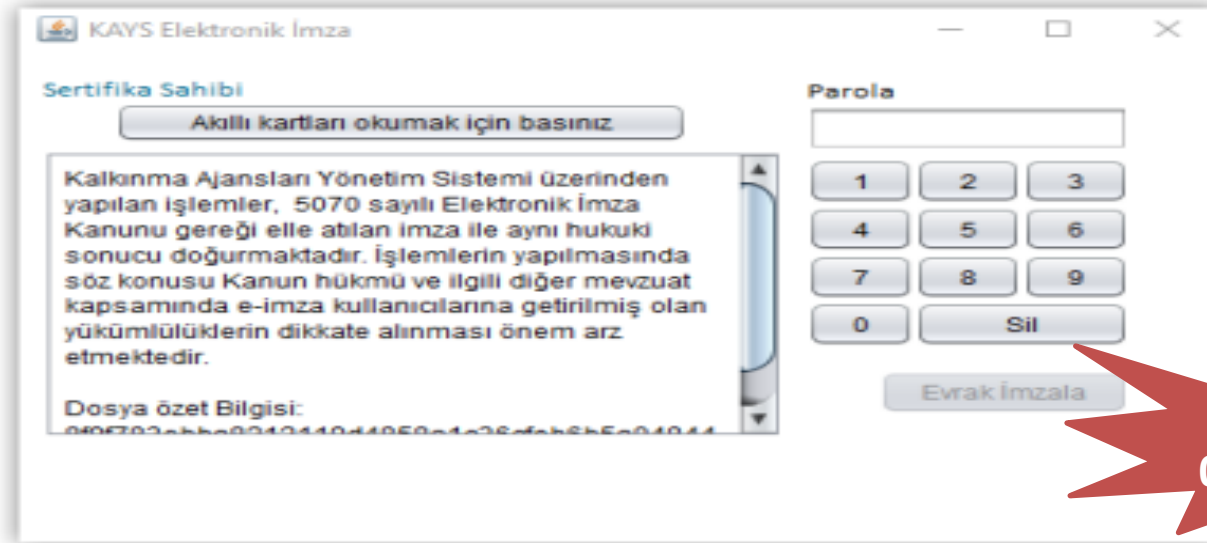 KAYS Elektronik İmza
Sertifika Sahibi
Akıllı kartları okumak için basınız
Kalkınma Ajansları Yönetim Sistemi üzerinden
yapılan işlemler, 5070 sayılı Elektronik İmza
Kanunu gereği elle atılan imza ile aynı hukuki
sonucu doğurmaktadır. İşlemlerin yapılmasında
söz konusu Kanun hükmü ve ilgili diğer mevzuat
kapsamında e-imza kullanıcılarına getirilmiş olan
yükümlülüklerin dikkate alınması önem arz
etmektedir.
Dosya özet Bilgisi:
Parola
1 2 3
4 5 6
7 8 9
0 Sil
Evrak İmzala